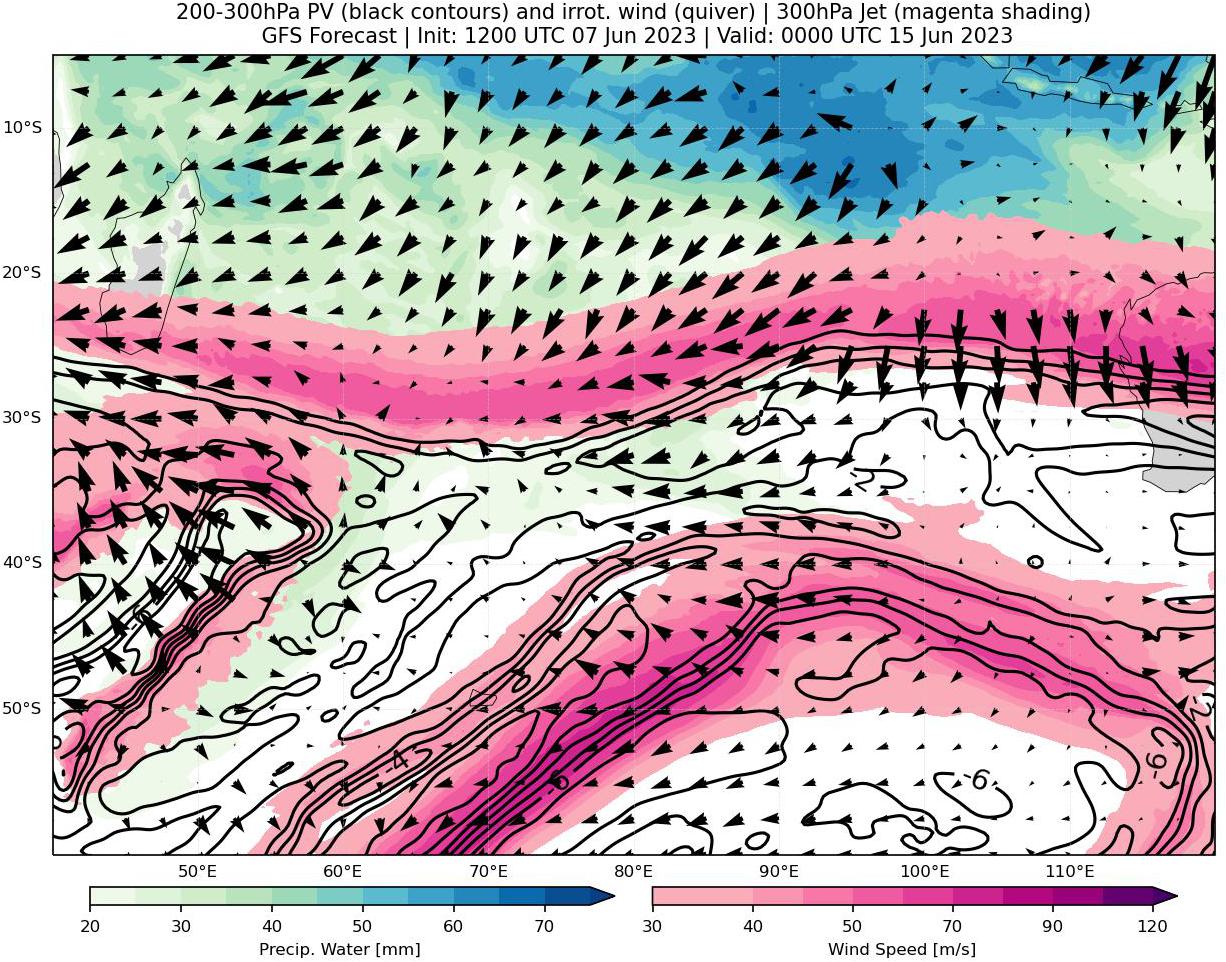 200-300hPa PV (black contours) and irrot. wind (quiver) | 300hPa Jet (magenta shading)
GFS Forecast | Init: 1200 UTC 07 Jun 2023 | Valid: 0000 UTC 15 Jun 2023
10°S
20°S
30°S
-2
40°S
50°S
-2
-4
-6
-6
-6
50°E 60°E 70°E 80°E 90°E 100°E 110°E
20 30 40 50 60 70 30 40 50 70 90 120
Precip. Water [mm] Wind Speed [m/s]